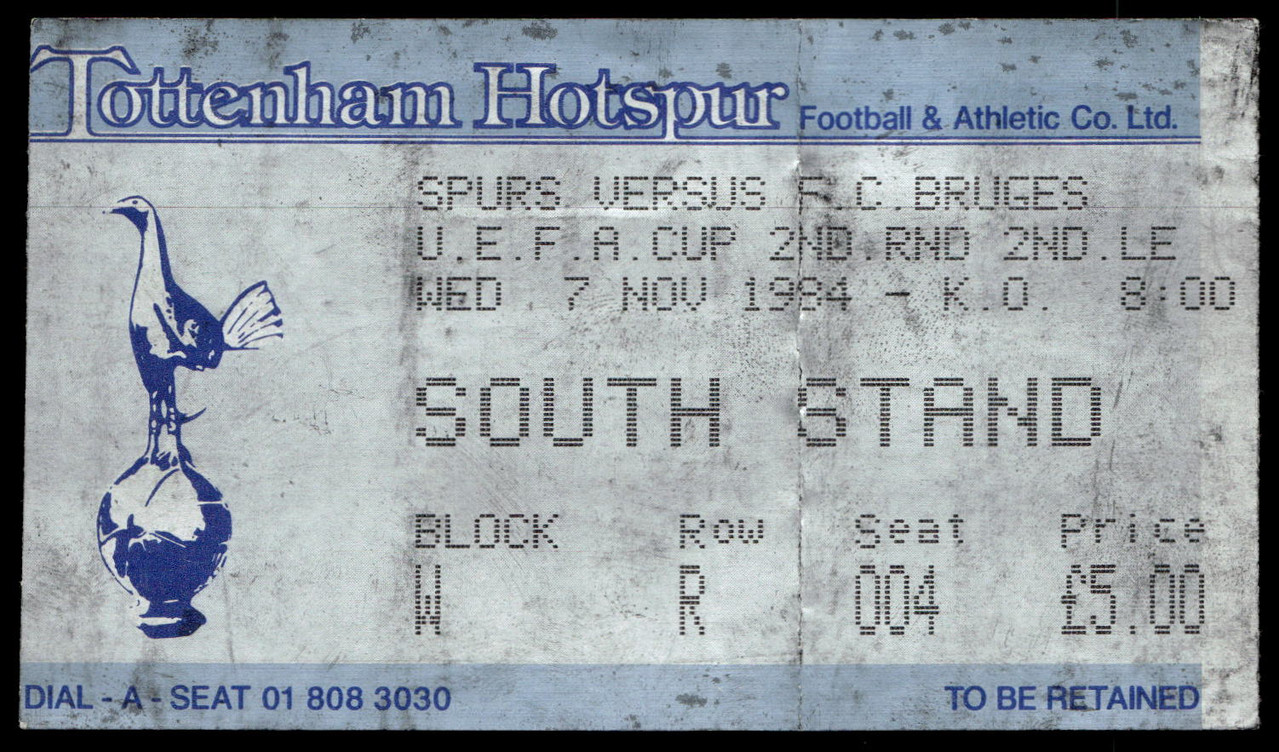 Tottenham Hotspur Football & Athletic Co. Ltd.
SPURS VERSUS F.C.BRUGES
U.E.F.A.CUP 2ND.RND 2ND.LE
WED 7 NOV 1984 - K.O. 8:00
SOUTH STAND
BLOCK Row Seat Price
W R 004 £5.00
DIAL - A - SEAT 01 808 3030 TO BE RETAINED